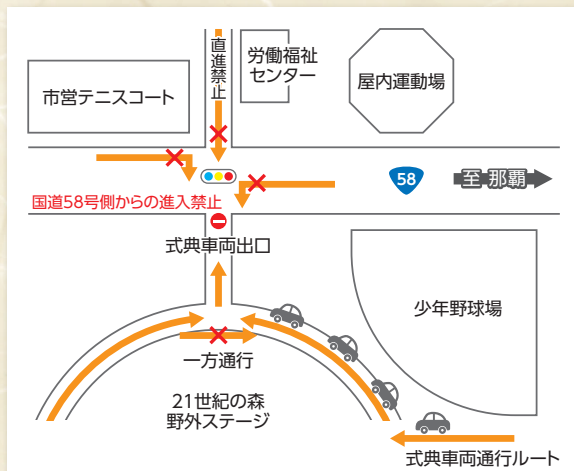 直進禁止
労働福祉
センター
屋内運動場
市営テニスコート
58
至 那覇
国道58号側からの進入禁止
式典車両出口
少年野球場
一方通行
21世紀の森
野外ステージ
式典車両通行ルート